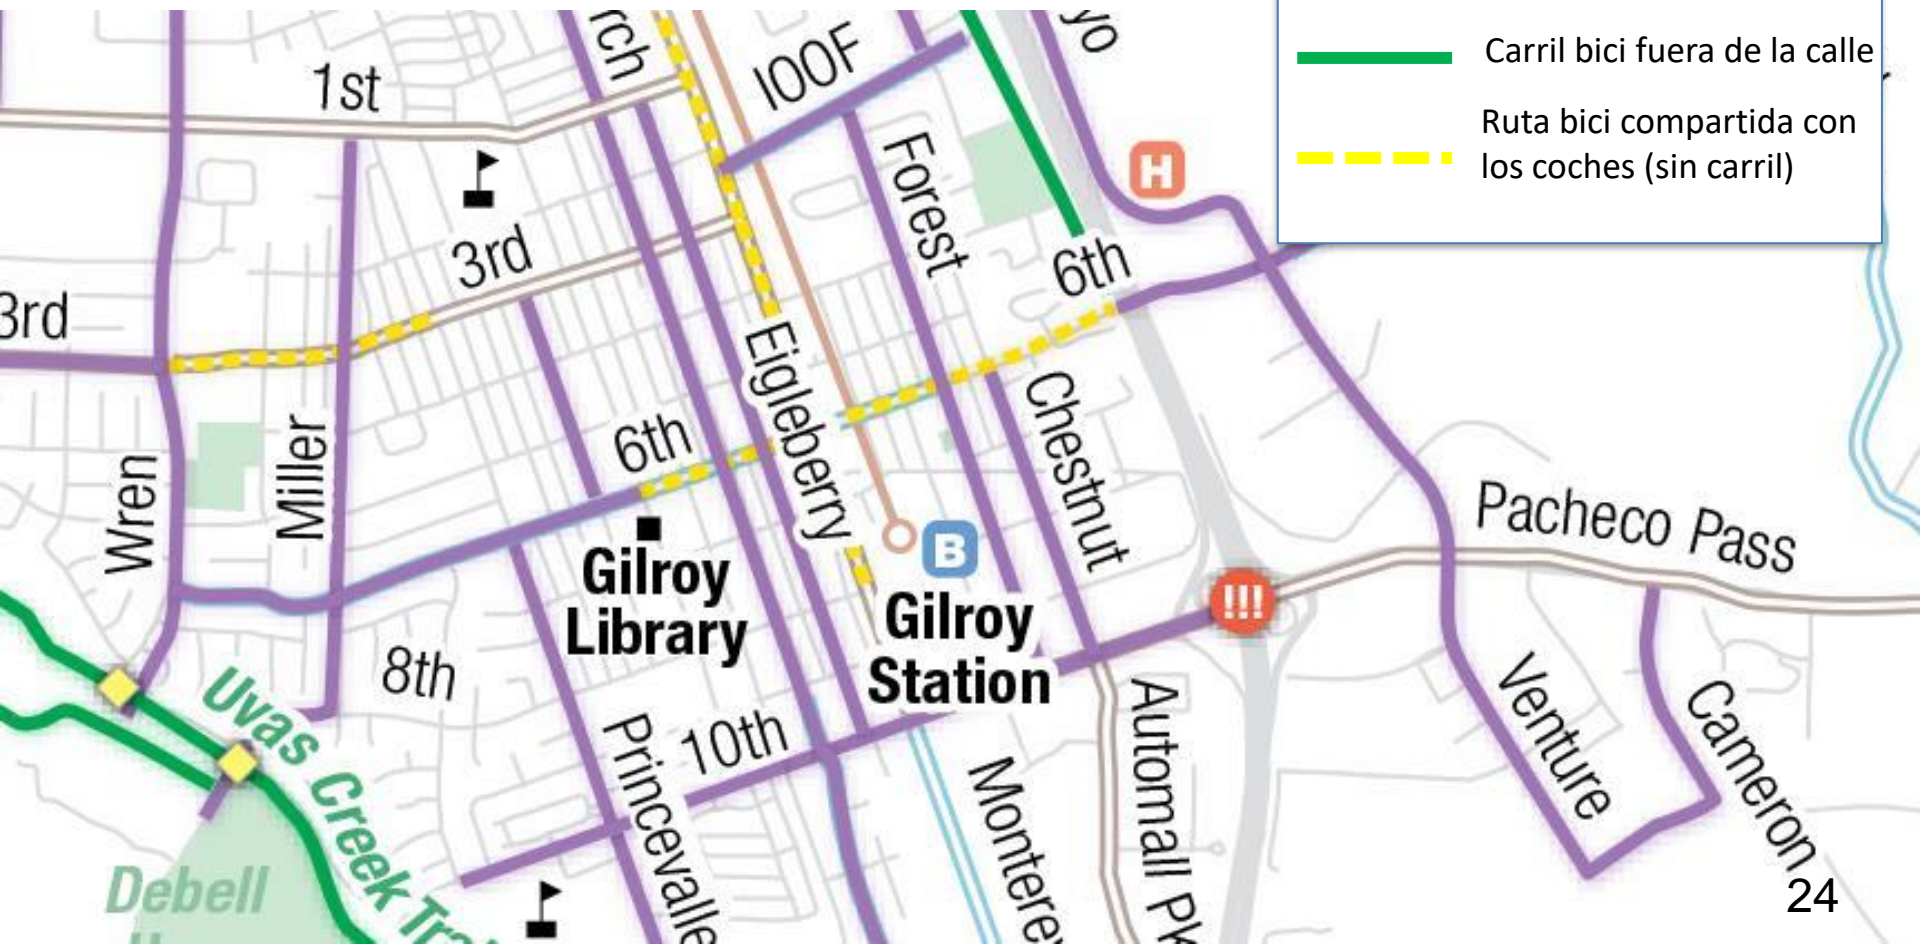 Carril bici fuera de la calle
Ruta bici compartida con
los coches (sin carril)
1st
IOOF
H
Forest
3rd
6th
3rd
Eigleberry
Chestnut
6th
Wren
Miller
Gilroy
Library
B
Gilroy
Station
Pacheco Pass
!!!
8th
Uvas Creek
10th
Princevalle
Monterey
Automall
Venture
Cameron
Debell
24